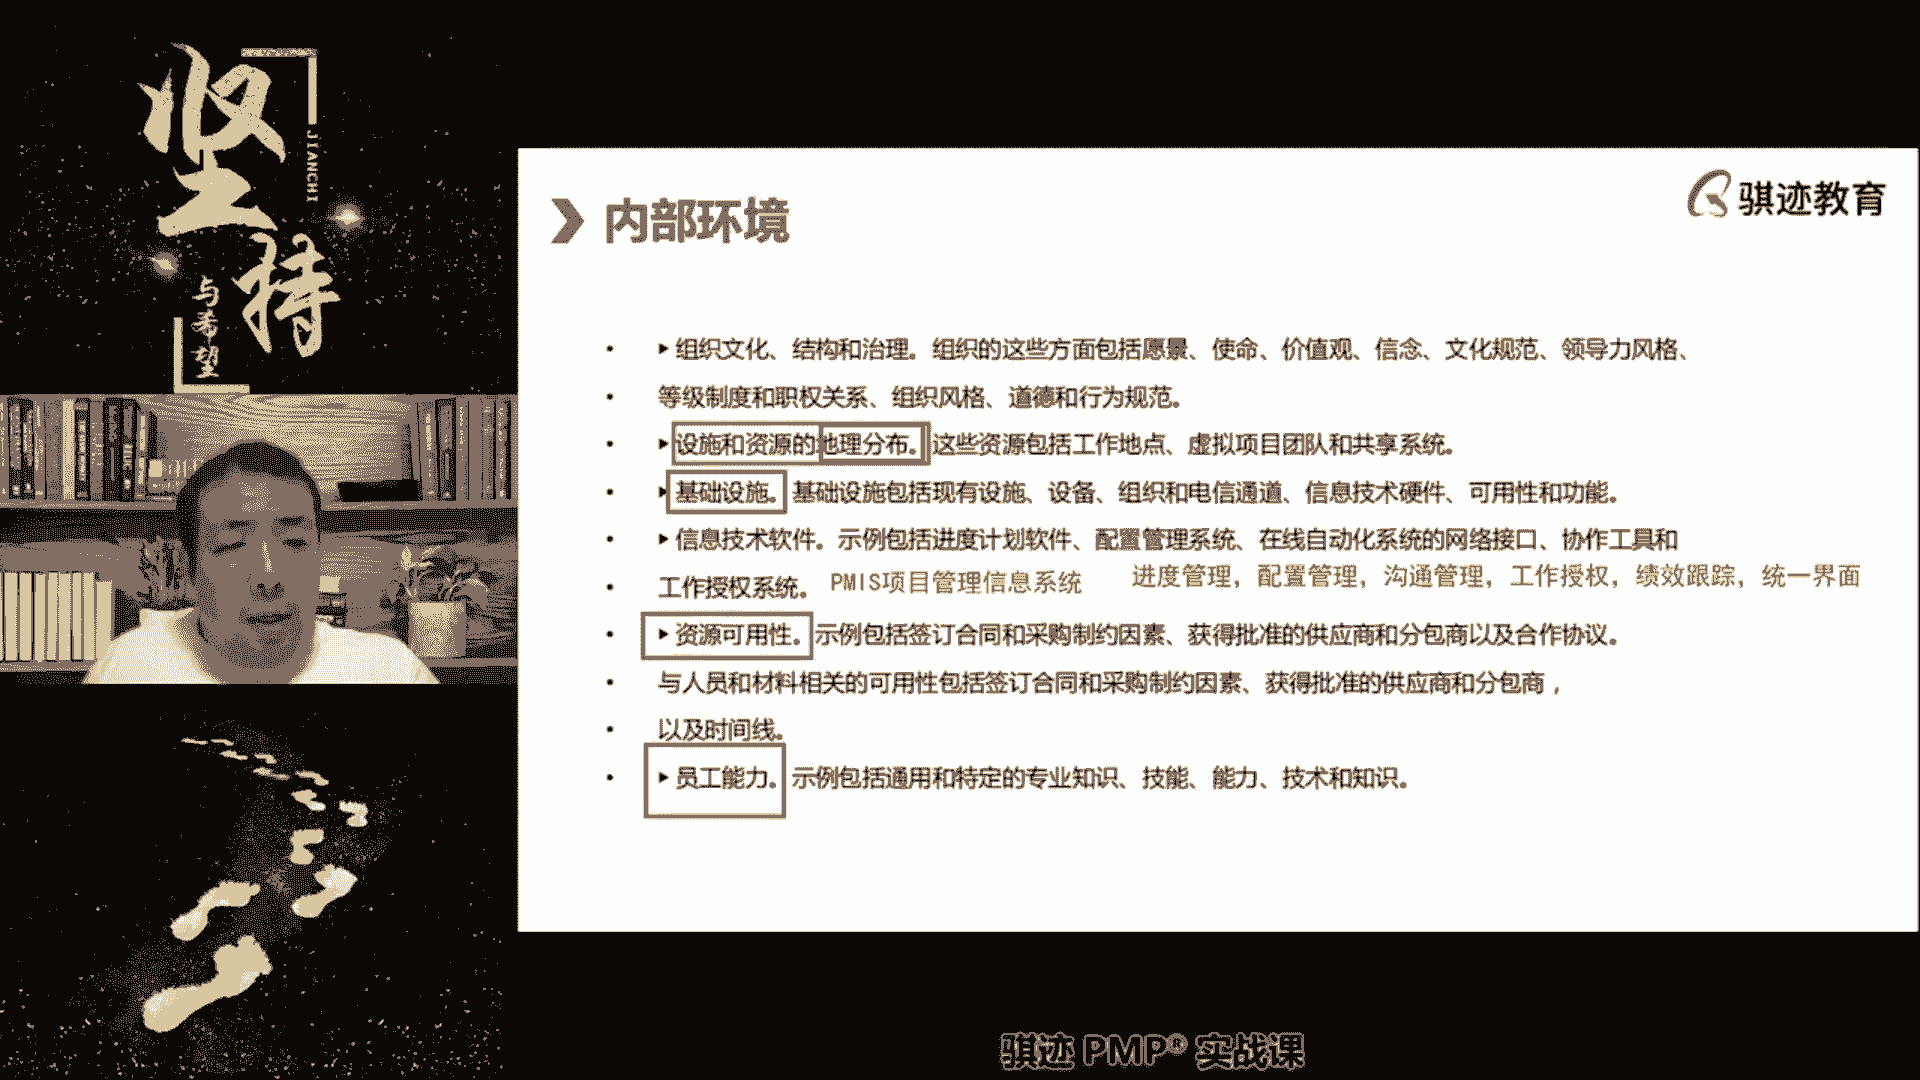 坚持
JIANCHI
与希望
骐迹教育
内部环境
组织文化、结构和治理。组织的这些方面包括愿景、使命、价值观、信念、文化规范、领导力风格、
等级制度和职权关系、组织风格、道德和行为规范。
设施和资源的地理分布。这些资源包括工作地点、虚拟项目团队和共享系统。
基础设施。基础设施包括现有设施、设备、组织和电信通道、信息技术硬件、可用性和功能。
信息技术软件。示例包括进度计划软件、配置管理系统、在线自动化系统的网络接口、协作工具和
工作授权系统。 PMIS项目管理信息系统 进度管理，配置管理，沟通管理，工作授权，绩效跟踪，统一界面
资源可用性。示例包括签订合同和采购制约因素、获得批准的供应商和分包商以及合作协议。
与人员和材料相关的可用性包括签订合同和采购制约因素、获得批准的供应商和分包商，
以及时间线。
员工能力。示例包括通用和特定的专业知识、技能、能力、技术和知识。
骐迹 PMP® 实战课